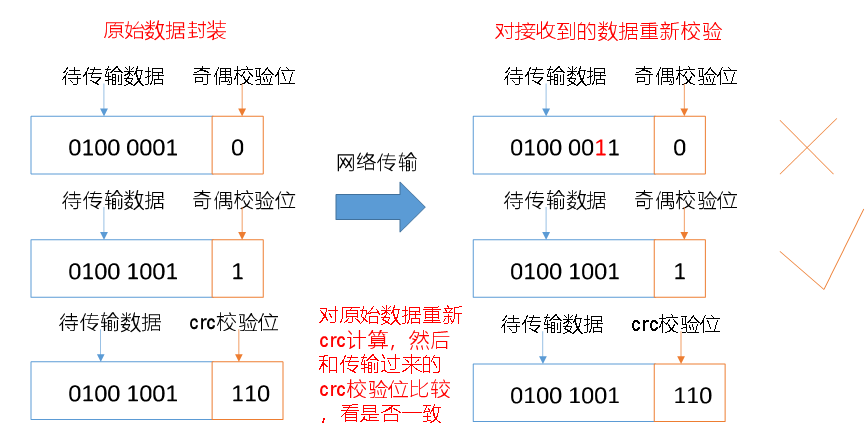 原始数据封装
对接收到的数据重新校验
待传输数据 奇偶校验位
0100 0001 0
待传输数据 奇偶校验位
0100 0011 0
网络传输
待传输数据 奇偶校验位
0100 1001 1
待传输数据 奇偶校验位
0100 1001 1
待传输数据 crc校验位
0100 1001 110
对原始数据重新
crc计算，然后
和传输过来的
crc校验位比较
，看是否一致
待传输数据 crc校验位
0100 1001 110